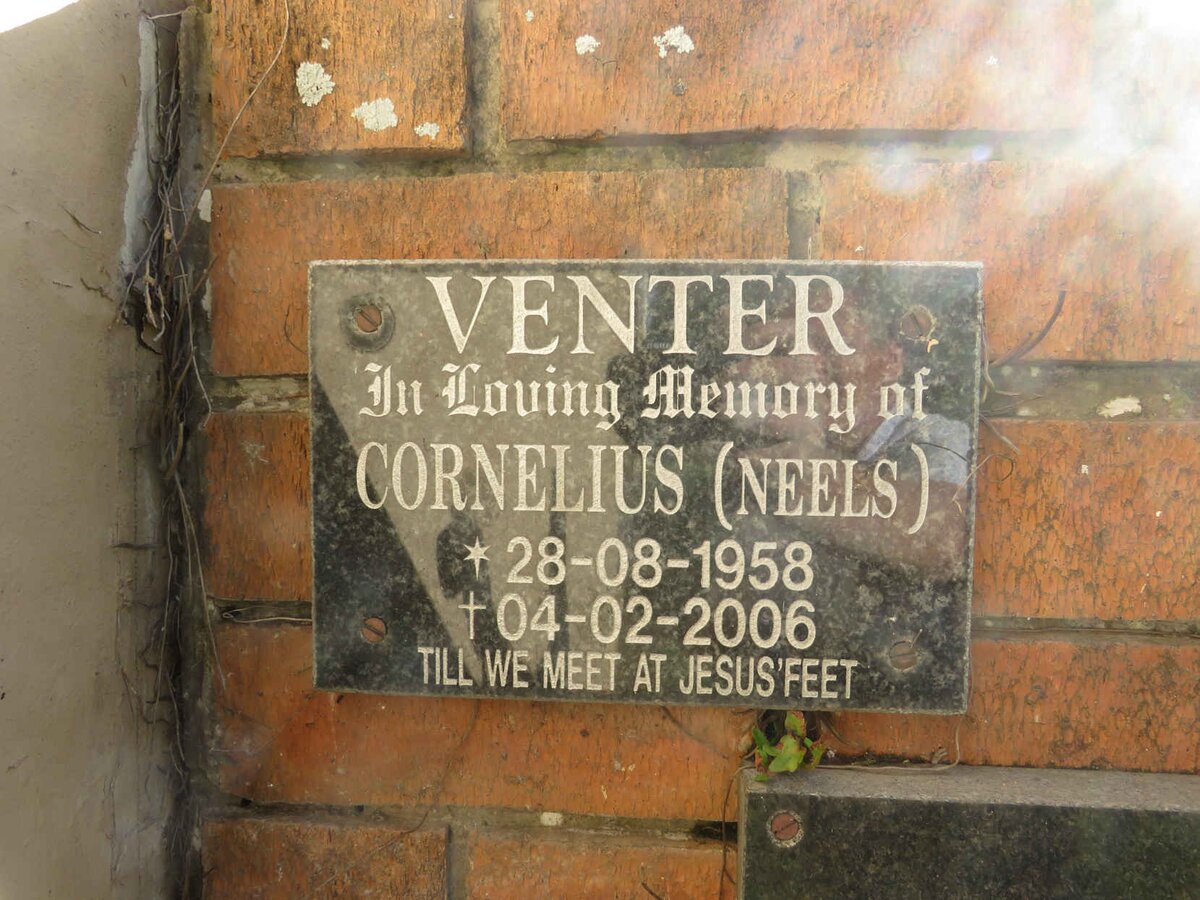 VENTER
In Loving Memory of
CORNELIUS (NEELS)
* 28-08-1958
† 04-02-2006
TILL WE MEET AT JESUS'FEET